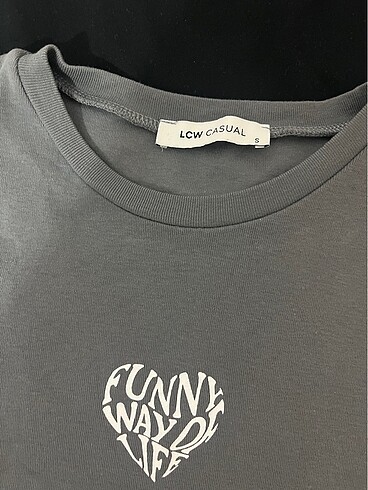 LCW CASUAL
S
FUNNY
WAY OF
LIFE